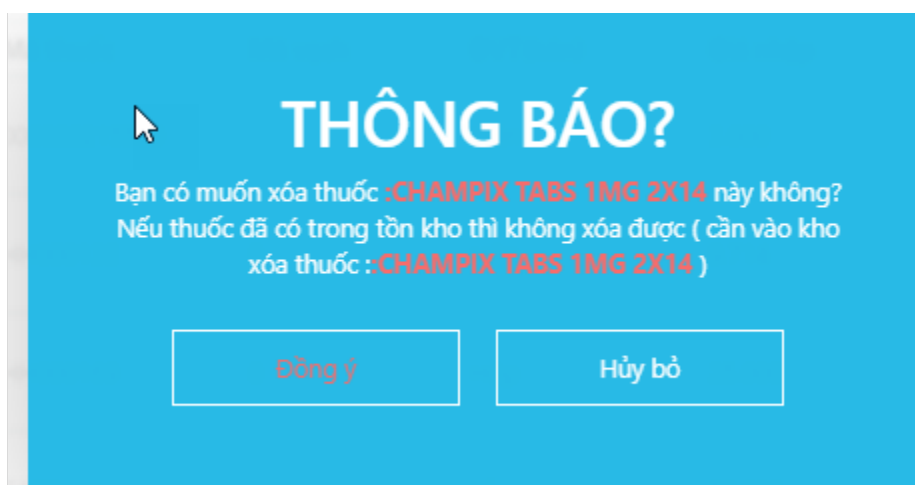 THÔNG BÁO?
Bạn có muốn xóa thuốc :CHAMPIX TABS 1MG 2X14 này không?
Nếu thuốc đã có trong tồn kho thì không xóa được ( cần vào kho
xóa thuốc ::CHAMPIX TABS 1MG 2X14 )
Đồng ý
Hủy bỏ